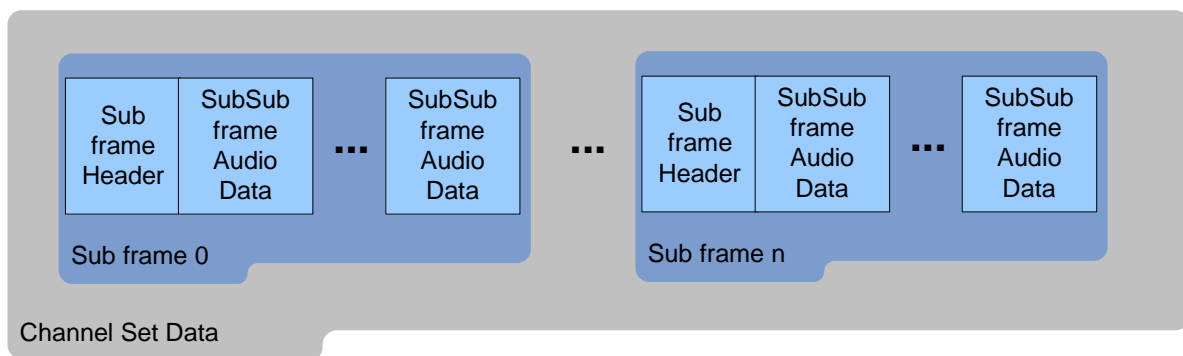 Sub
frame
Header
SubSub
frame
Audio
Data
...
SubSub
frame
Audio
Data
Sub frame 0
...
Sub
frame
Header
SubSub
frame
Audio
Data
...
SubSub
frame
Audio
Data
Sub frame n
Channel Set Data